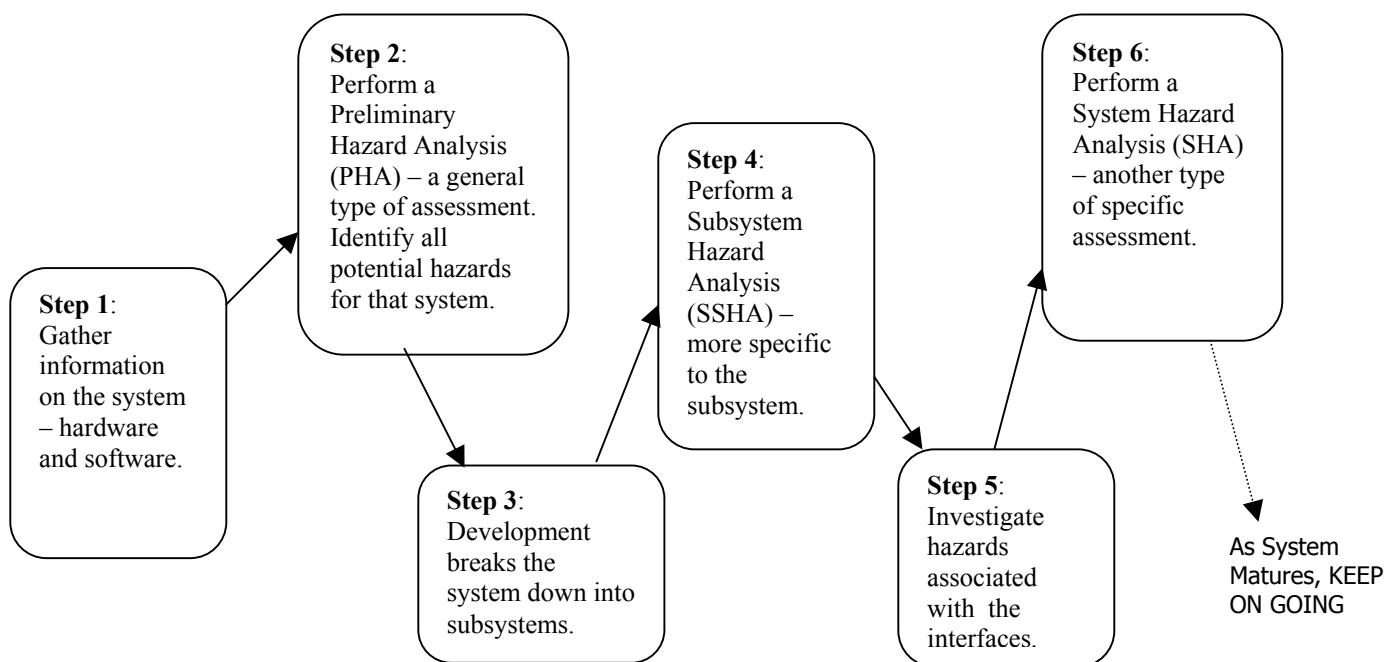 Step 1:
Gather
information
on the system
– hardware
and software.
Step 2:
Perform a
Preliminary
Hazard Analysis
(PHA) – a general
type of assessment.
Identify all
potential hazards
for that system.
Step 3:
Development
breaks the
system down into
subsystems.
Step 4:
Perform a
Subsystem
Hazard
Analysis
(SSHA) –
more specific
to the
subsystem.
Step 5:
Investigate
hazards
associated
with the
interfaces.
Step 6:
Perform a
System Hazard
Analysis (SHA)
– another type
of specific
assessment.
As System
Matures, KEEP
ON GOING